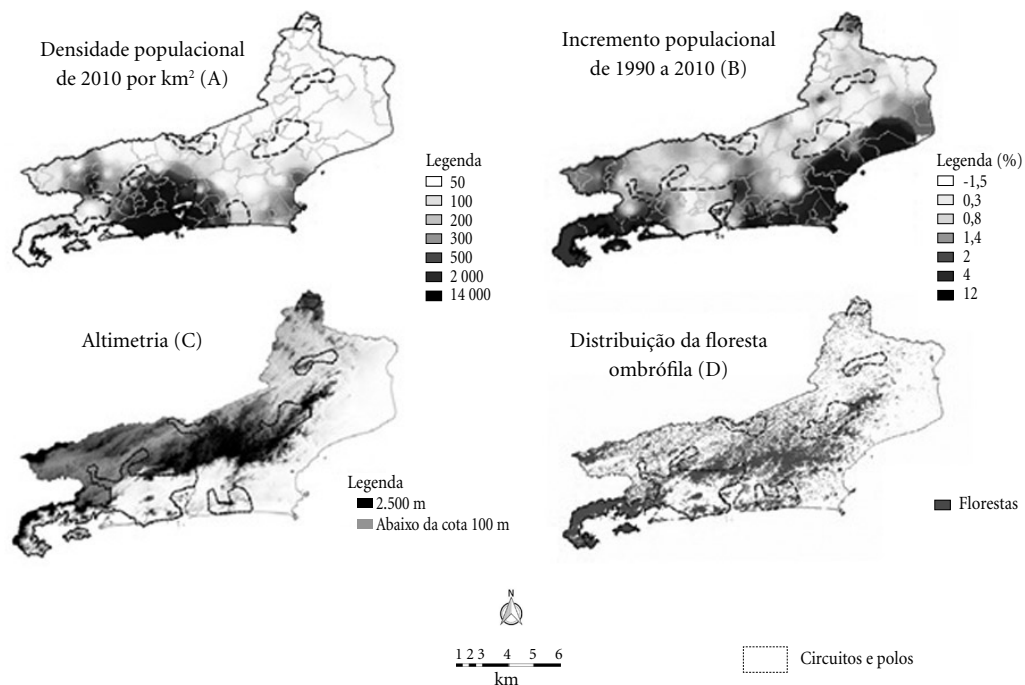 Densidade populacional
de 2010 por km² (A)
Legenda
50
100
200
300
500
2 000
14 000
Incremento populacional
de 1990 a 2010 (B)
Legenda (%)
-1,5
0,3
0,8
1,4
2
4
12
Altimetria (C)
Legenda
2.500 m
Abaixo da cota 100 m
Distribuição da floresta
ombrófila (D)
Florestas
N
1 2 3 4 5 6
km
Circuitos e polos